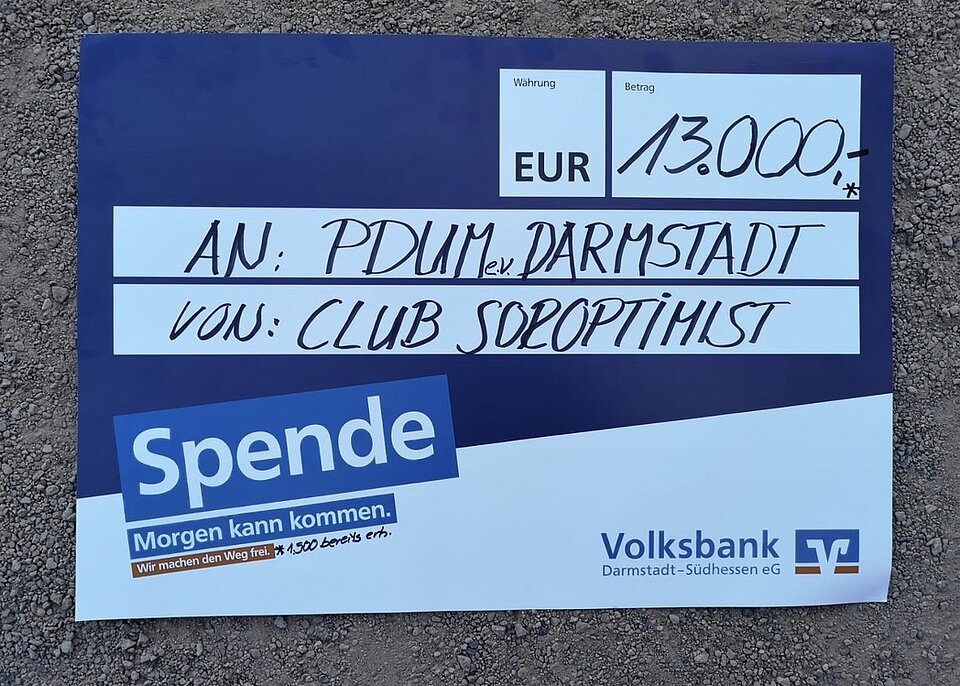 Währung
EUR
Betrag
13.000,-*
AN: PDUM e.V. DARMSTADT
VON: CLUB SOROPTIMIST
Spende
Morgen kann kommen.
Wir machen den Weg frei. * 1.500 bereits erh.
Volksbank
Darmstadt-Südhessen eG